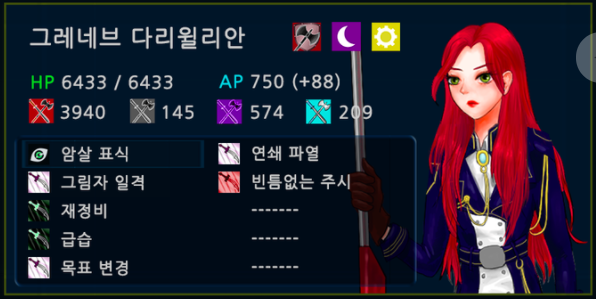 그레네브 다리윌리안
HP 6433 / 6433 AP 750 (+88)
3940 145 574 209
암살 표식 연쇄 파열
그림자 일격 빈틈없는 주시
재정비 -------
급습 -------
목표 변경 -------